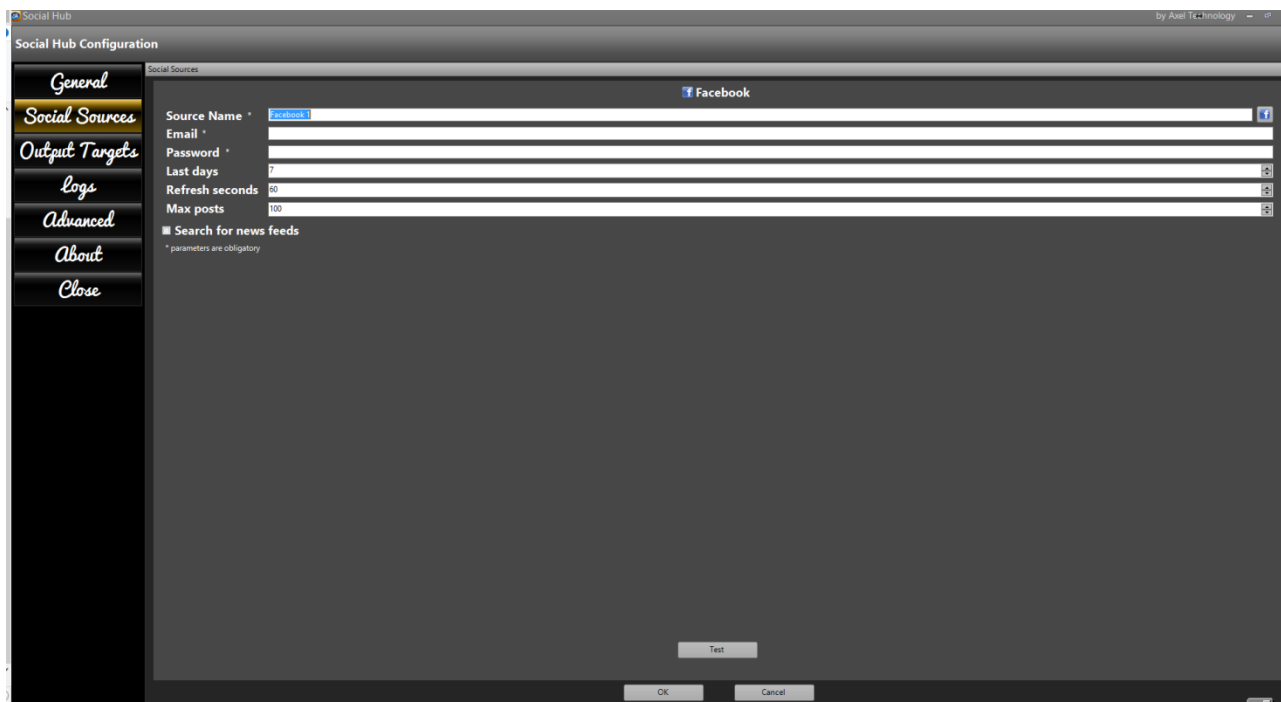 Social Hub by Axel Technology
Social Hub Configuration
General
Social Sources
Output Targets
Logs
Advanced
About
Close
Social Sources
Facebook
Source Name * Facebook 1
Email *
Password *
Last days 7
Refresh seconds 60
Max posts 100
Search for news feeds
* parameters are obligatory
Test
OK Cancel